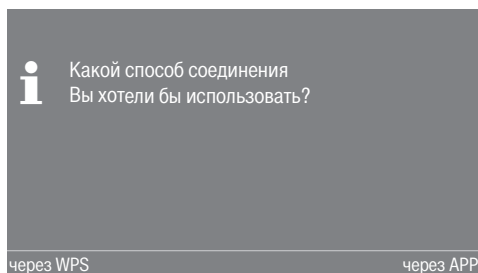 Какой способ соединения
Вы хотели бы использовать?
через WPS
через APP